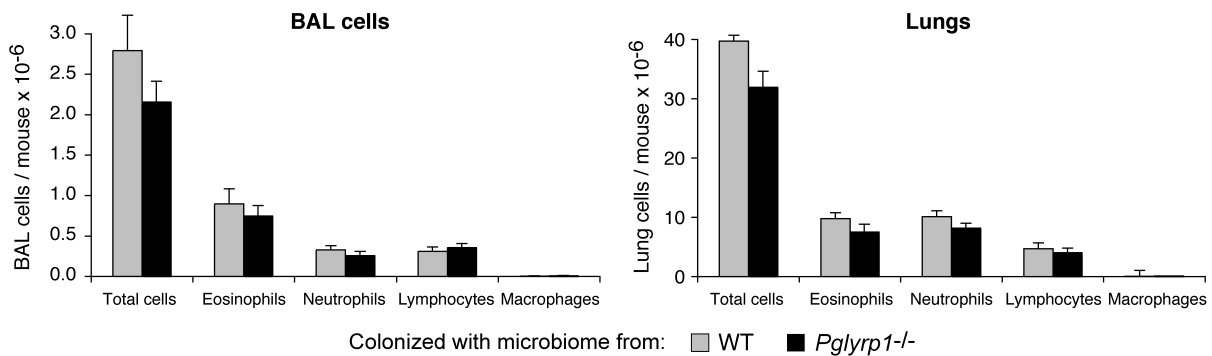 BAL cells
BAL cells / mouse x 10-6
3.0
2.5
2.0
1.5
1.0
0.5
0.0
Total cells Eosinophils Neutrophils Lymphocytes Macrophages
Lungs
Lung cells / mouse x 10-6
40
30
20
10
0
Total cells Eosinophils Neutrophils Lymphocytes Macrophages
Colonized with microbiome from: WT Pglyrp1-/-